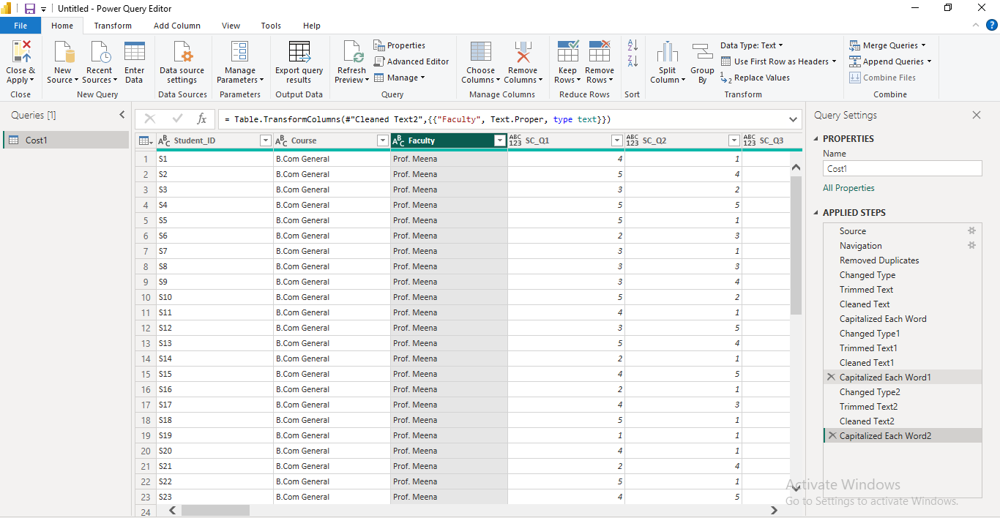 Untitled - Power Query Editor
File Home Transform Add Column View Tools Help
Close & Apply
New Source
Recent Sources
Enter Data
Data source settings
Manage Parameters
Export query results
Refresh Preview
Properties
Advanced Editor
Manage
Choose Columns
Remove Columns
Keep Rows
Remove Rows
Split Column
Group By
Data Type: Text
Use First Row as Headers
Replace Values
Merge Queries
Append Queries
Combine Files
Close New Query Data Sources Parameters Output Data Query Manage Columns Reduce Rows Sort Transform Combine
Queries [1]
Cost1
= Table.TransformColumns(#"Cleaned Text2",{{"Faculty", Text.Proper, type text}})
Student_ID Course Faculty SC_Q1 SC_Q2 SC_Q3
1 S1 B.Com General Prof. Meena 4 1
2 S2 B.Com General Prof. Meena 5 4
3 S3 B.Com General Prof. Meena 3 2
4 S4 B.Com General Prof. Meena 5 5
5 S5 B.Com General Prof. Meena 5 1
6 S6 B.Com General Prof. Meena 2 3
7 S7 B.Com General Prof. Meena 3 1
8 S8 B.Com General Prof. Meena 3 3
9 S9 B.Com General Prof. Meena 3 4
10 S10 B.Com General Prof. Meena 5 2
11 S11 B.Com General Prof. Meena 4 1
12 S12 B.Com General Prof. Meena 3 5
13 S13 B.Com General Prof. Meena 5 4
14 S14 B.Com General Prof. Meena 2 1
15 S15 B.Com General Prof. Meena 4 5
16 S16 B.Com General Prof. Meena 2 1
17 S17 B.Com General Prof. Meena 4 3
18 S18 B.Com General Prof. Meena 5 1
19 S19 B.Com General Prof. Meena 1 1
20 S20 B.Com General Prof. Meena 4 1
21 S21 B.Com General Prof. Meena 2 4
22 S22 B.Com General Prof. Meena 5 1
23 S23 B.Com General Prof. Meena 4 5
24
Query Settings
PROPERTIES
Name
Cost1
All Properties
APPLIED STEPS
Source
Navigation
Removed Duplicates
Changed Type
Trimmed Text
Cleaned Text
Capitalized Each Word
Changed Type1
Trimmed Text1
Cleaned Text1
Capitalized Each Word1
Changed Type2
Trimmed Text2
Cleaned Text2
Capitalized Each Word2
Activate Windows
Go to Settings to activate Windows.